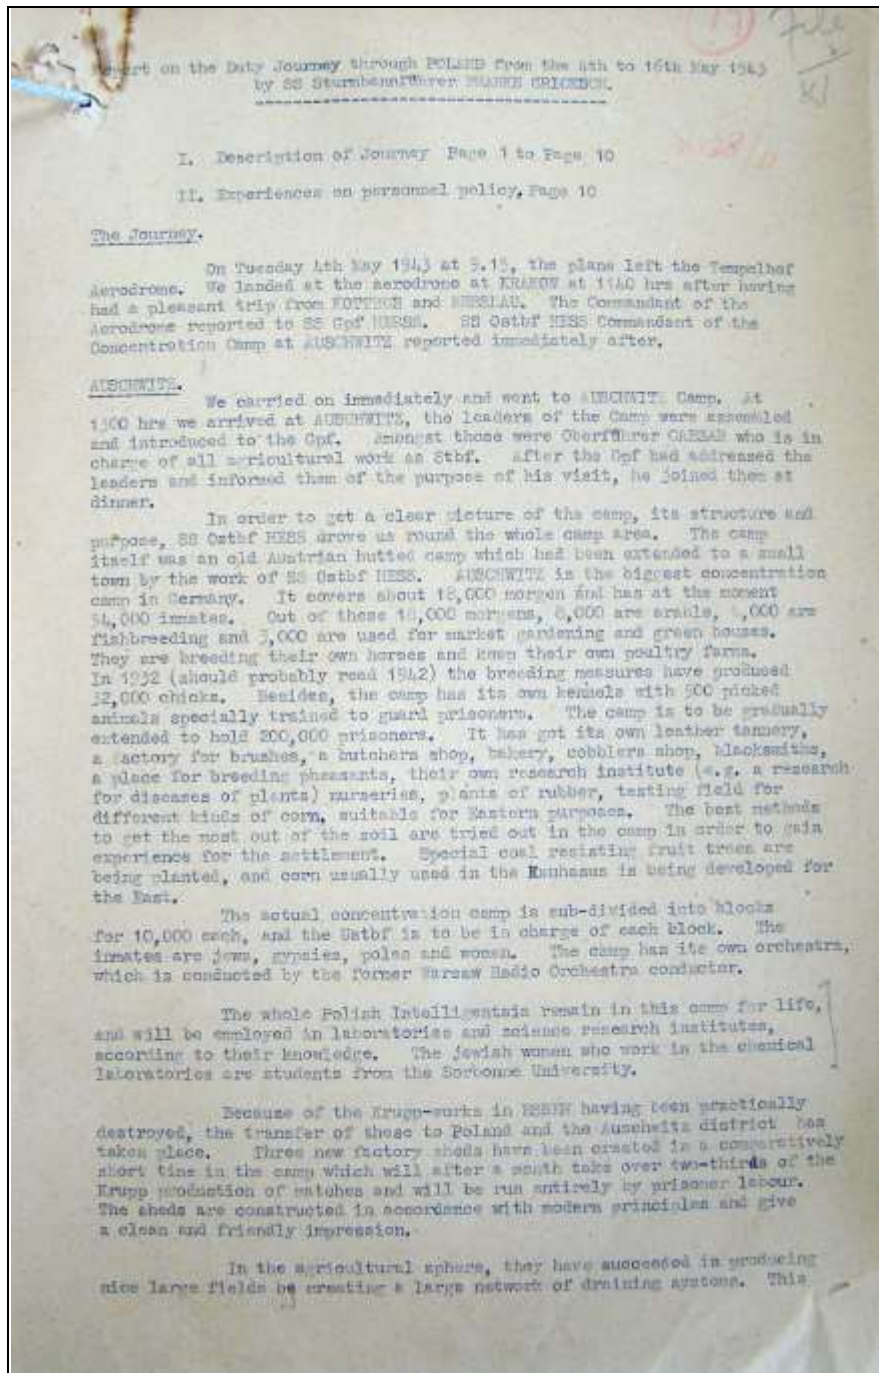 17 File
Report on the Duty Journey through POLAND from the 4th to 16th May 1943
by SS Sturmbannführer FRANKE GRICKSCH.
I. Description of Journey Page 1 to Page 10
II. Experiences on personnel policy, Page 10
The Journey.
On Tuesday 4th May 1943 at 9.15, the plane left the Tempelhof
Aerodrome. We landed at the aerodrome at KRAKOW at 1140 hrs after having
had a pleasant trip from and The Commandant of the
Aerodrome reported to SS Gpf SS Ostbf HESS Commandant of the
Concentration Camp at AUSCHWITZ reported immediately after.
AUSCHWITZ.
We carried on immediately and went to AUSCHWITZ Camp. At
1300 hrs we arrived at AUSCHWITZ, the leaders of the Camp were assembled
and introduced to the Gpf. Amongst those were Oberführer CAESAR who is in
charge of all agricultural work as Stbf. After the Gpf had addressed the
leaders and informed them of the purpose of his visit, he joined them at
dinner.
In order to get a clear picture of the camp, its structure and
purpose, SS Ostbf HESS drove us round the whole camp area. The camp
itself was an old Austrian hutted camp which had been extended to a small
town by the work of SS Ostbf HESS. AUSCHWITZ is the biggest concentration
camp in Germany. It covers about 18,000 morgen and has at the moment
54,000 inmates. Out of these 18,000 morgens, 8,000 are arable, are
fishbreeding and 3,000 are used for market gardening and green houses.
They are breeding their own horses and keep their own poultry farms.
In 1932 (should probably read 1942) the breeding measures have produced
32,000 chicks. Besides, the camp has its own kennels with 500 picked
animals specially trained to guard prisoners. The camp is to be gradually
extended to hold 200,000 prisoners. It has got its own leather tannery,
a factory for brushes, a butchers shop, bakery, cobblers shop, blacksmiths,
a place for breeding pheasants, their own research institute (e.g. a research
for diseases of plants) nurseries, plants of rubber, testing field for
different kinds of corn, suitable for Eastern purposes. The best methods
to get the most out of the soil are tried out in the camp in order to gain
experience for the settlement. Special coal resisting fruit trees are
being planted, and corn usually used in the Kauhasus is being developed for
the East.
The actual concentration camp is sub-divided into blocks
for 10,000 each, and the Ustbf is to be in charge of each block. The
inmates are jews, gypsies, poles and women. The camp has its own orchestra,
which is conducted by the former Warsaw Radio Orchestra conductor.
The whole Polish Intelligentsia remain in this camp for life,
and will be employed in laboratories and science research institutes,
according to their knowledge. The jewish women who work in the chemical
laboratories are students from the Sorbonne University.
Because of the Krupp-works in ESSEN having been practically
destroyed, the transfer of these to Poland and the Auschwitz district has
taken place. Three new factory sheds have been created in a comparatively
short time in the camp which will after a month take over two-thirds of the
Krupp production of watches and will be run entirely by prisoner labour.
The sheds are constructed in accordance with modern principles and give
a clean and friendly impression.
In the agricultural sphere, they have succeeded in producing
nice large fields by creating a large network of draining systems. This